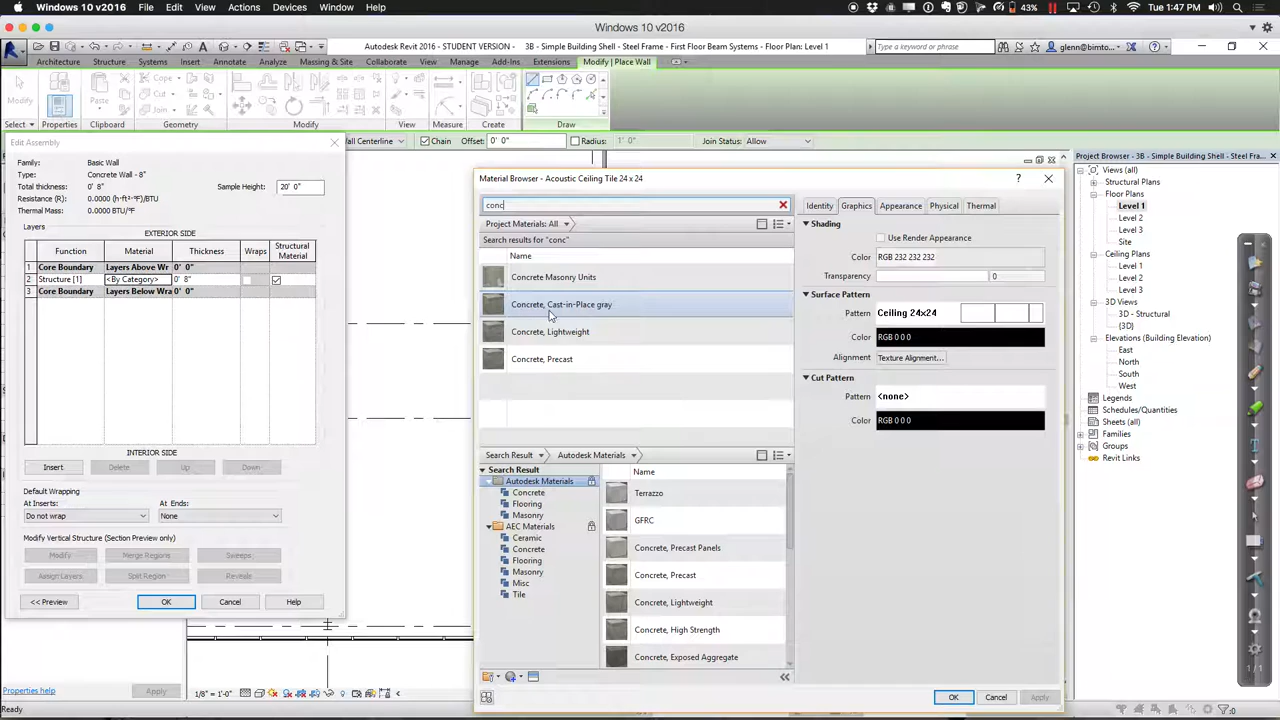 Windows 10 v2016 File Edit View Actions Devices Window Help 43% Tue 1:47 PM
Windows 10 v2016
Autodesk Revit 2016 - STUDENT VERSION - 3B - Simple Building Shell - Steel Frame - First Floor Beam Systems - Floor Plan: Level 1 Type a keyword or phrase glenn@bimto...
Architecture Structure Systems Insert Annotate Analyze Massing & Site Collaborate View Manage Add-Ins Extensions Modify | Place Wall
Modify Properties Paste Cope Cut Join
Select Properties Clipboard Geometry Modify View Measure Create Draw
Wall Centerline Chain Offset: 0' 0" Radius: 1' 0" Join Status: Allow
Edit Assembly
Family: Basic Wall
Type: Concrete Wall - 8"
Total thickness: 0' 8" Sample Height: 20' 0"
Resistance (R): 0.0000 (h·ft²·°F)/BTU
Thermal Mass: 0.0000 BTU/°F
Layers
EXTERIOR SIDE
Function Material Thickness Wraps Structural Material
1 Core Boundary Layers Above Wr 0' 0"
2 Structure [1] <By Category> 0' 8"
3 Core Boundary Layers Below Wra 0' 0"
INTERIOR SIDE
Insert Delete Up Down
Default Wrapping
At Inserts: At Ends:
Do not wrap None
Modify Vertical Structure (Section Preview only)
Modify Merge Regions Sweeps
Assign Layers Split Region Reveals
<< Preview OK Cancel Help
Properties help Apply
1/8" = 1'-0"
Ready
Material Browser - Acoustic Ceiling Tile 24 x 24
conc
Project Materials: All
Search results for "conc"
Name
Concrete Masonry Units
Concrete, Cast-in-Place gray
Concrete, Lightweight
Concrete, Precast
Search Result Autodesk Materials
Search Result
Autodesk Materials
Concrete
Flooring
Masonry
AEC Materials
Ceramic
Concrete
Flooring
Masonry
Misc
Tile
Name
Terrazzo
GFRC
Concrete, Precast Panels
Concrete, Precast
Concrete, Lightweight
Concrete, High Strength
Concrete, Exposed Aggregate
Identity Graphics Appearance Physical Thermal
Shading
Use Render Appearance
Color RGB 232 232 232
Transparency 0
Surface Pattern
Pattern Ceiling 24x24
Color RGB 0 0 0
Alignment Texture Alignment...
Cut Pattern
Pattern <none>
Color RGB 0 0 0
OK Cancel Apply
Project Browser - 3B - Simple Building Shell - Steel Fram...
Views (all)
Structural Plans
Floor Plans
Level 1
Level 2
Level 3
Site
Ceiling Plans
Level 1
Level 2
Level 3
3D Views
3D - Structural
{3D}
Elevations (Building Elevation)
East
North
South
West
Legends
Schedules/Quantities
Sheets (all)
Families
Groups
Revit Links
1/1
:0